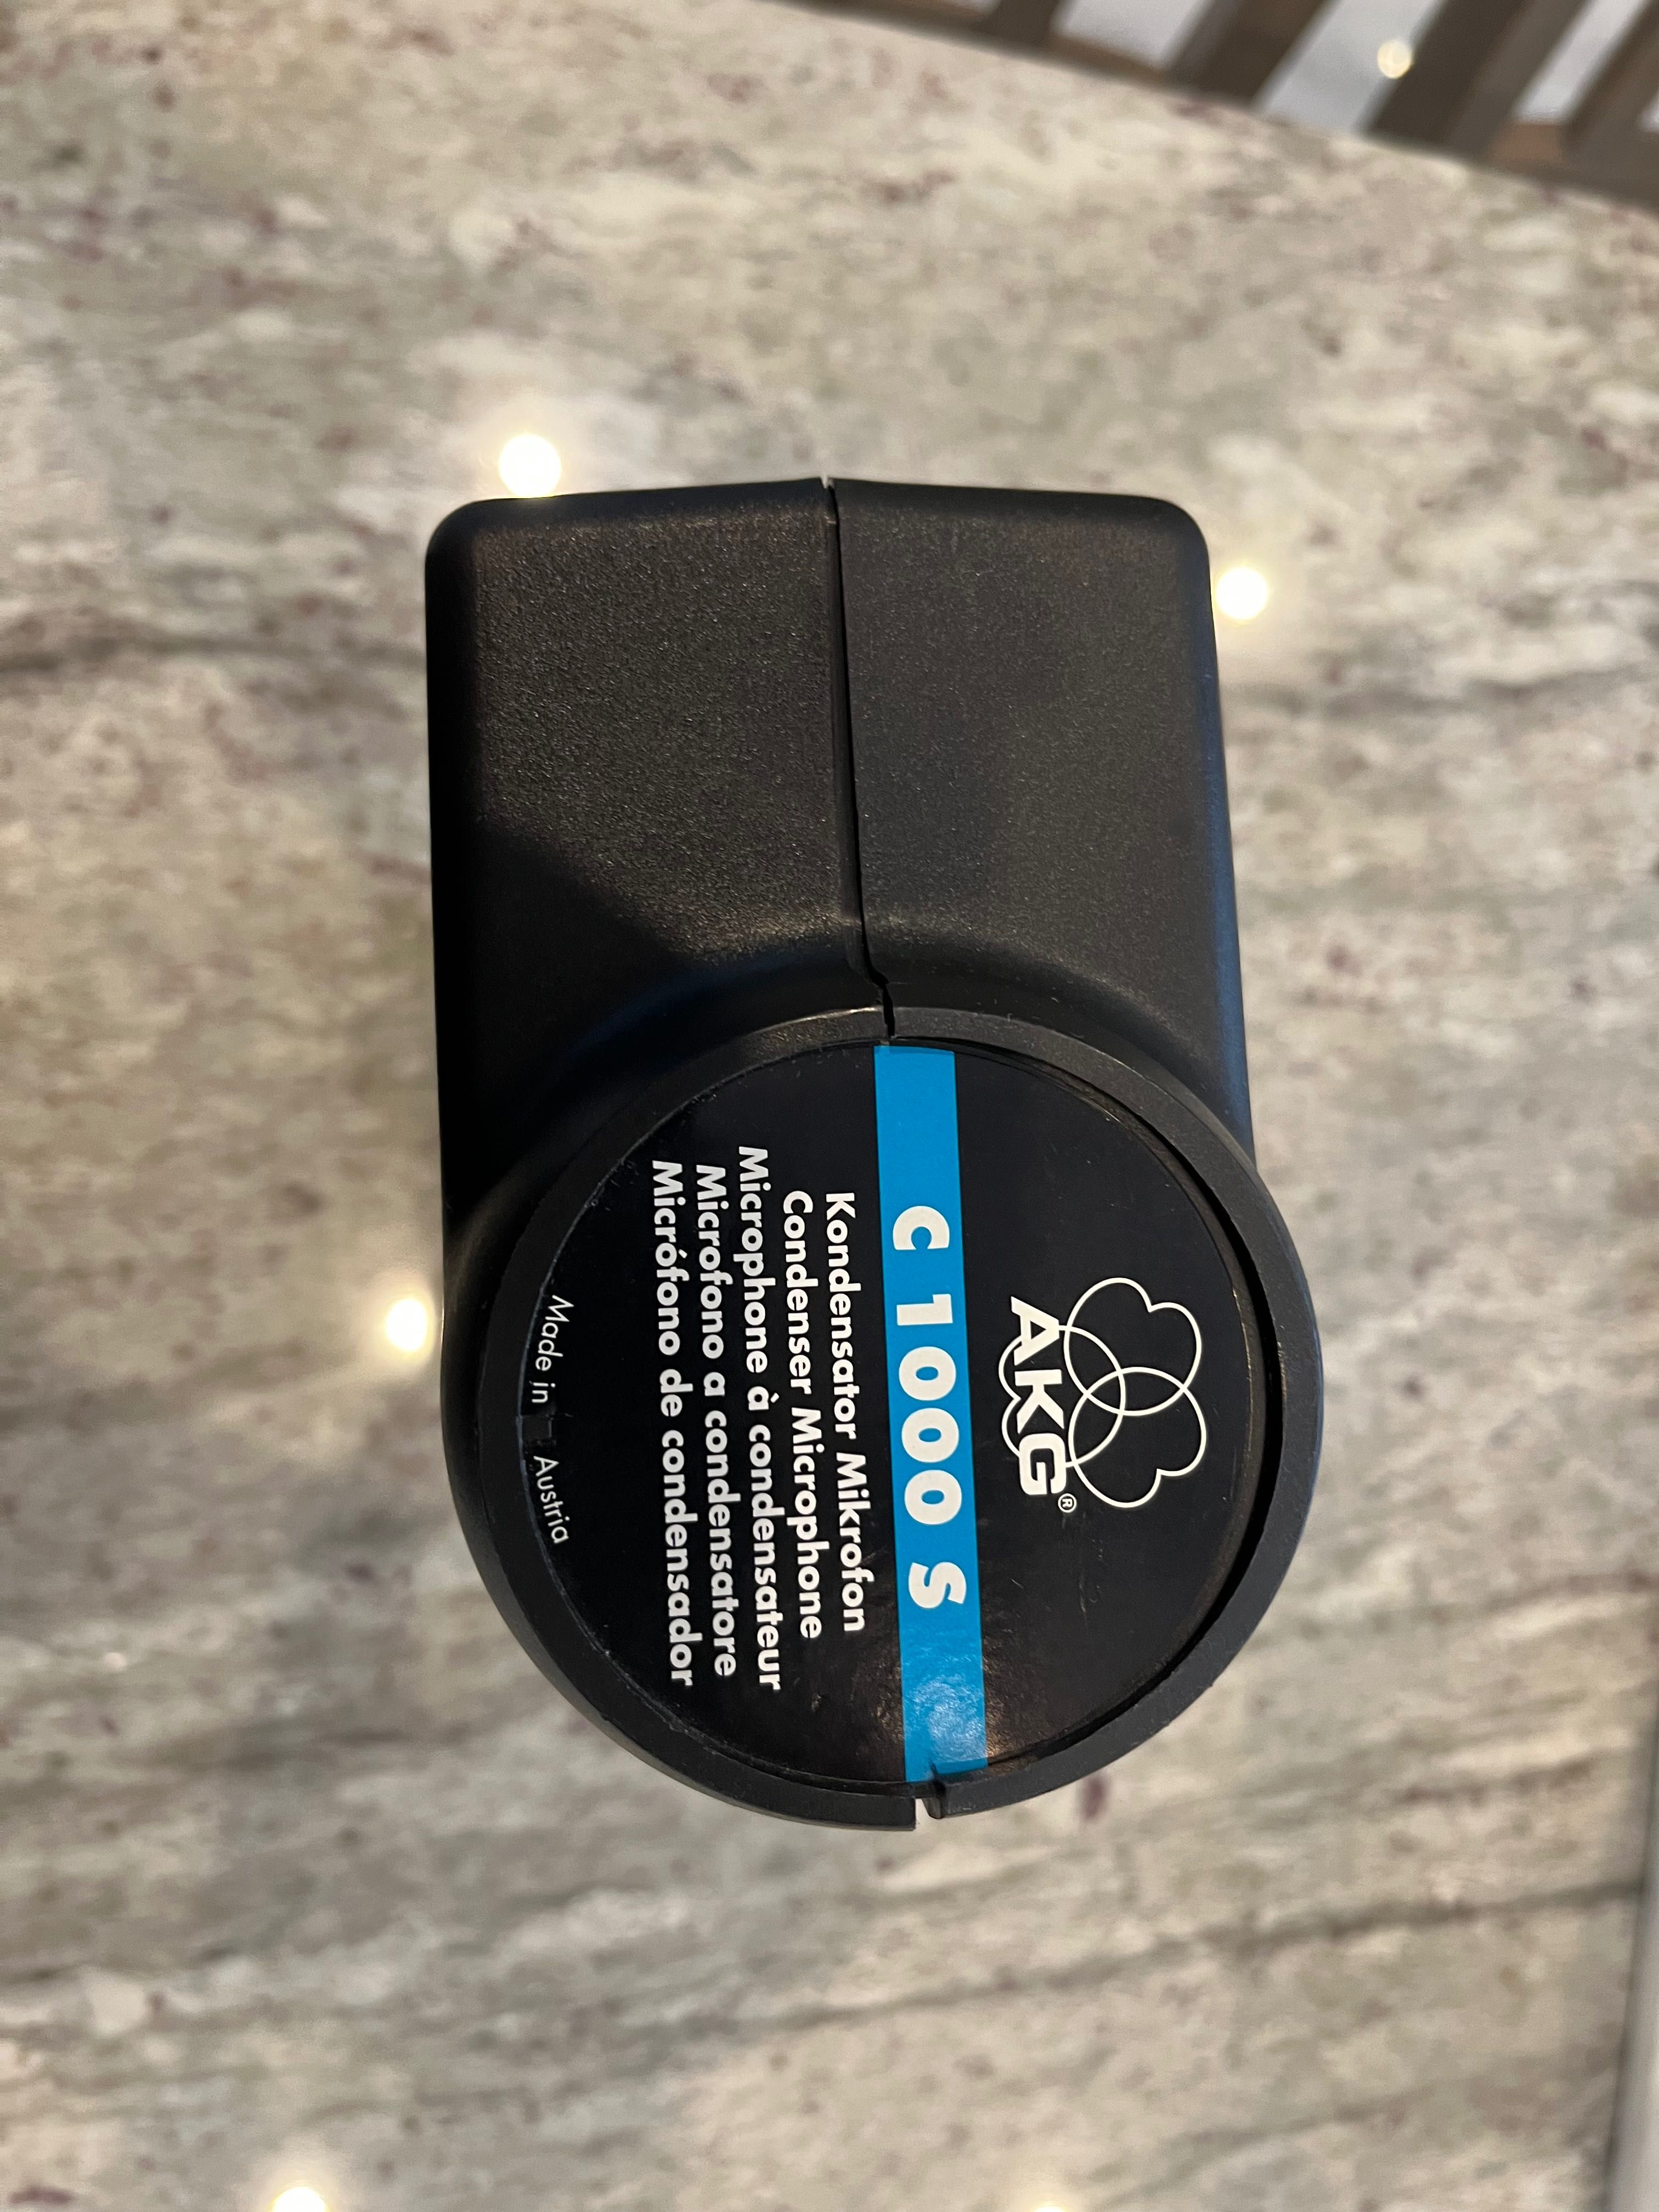 AKG®
C 1000 S
Kondensator Mikrofon
Condenser Microphone
Microphone à condensateur
Microfono a condensatore
Micrófono de condensador
Made in Austria